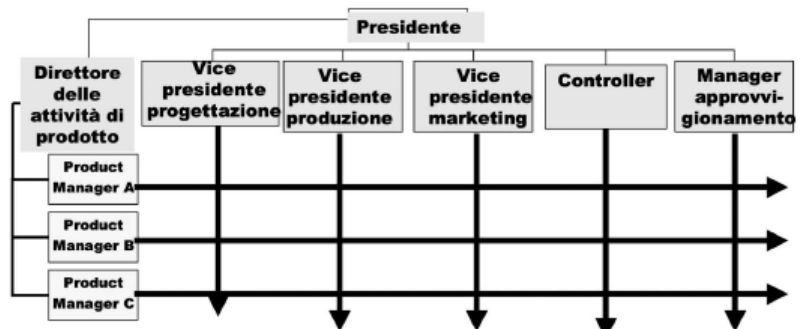 Presidente
Direttore
delle
attività di
prodotto
Vice
presidente
progettazione
Vice
presidente
produzione
Vice
presidente
marketing
Controller
Manager
approvvi-
gionamento
Product
Manager A
Product
Manager B
Product
Manager C